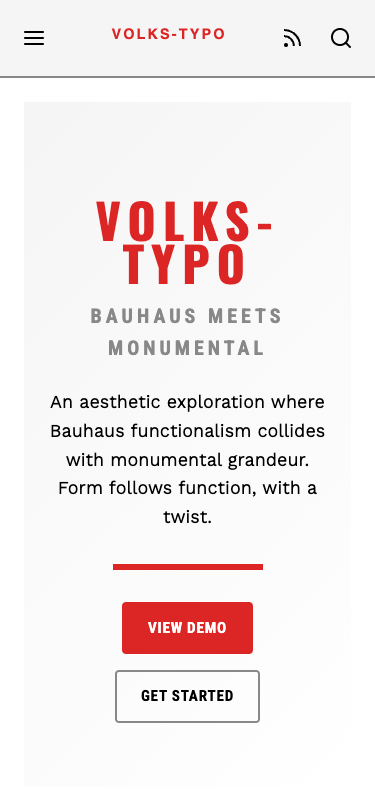 VOLKS-TYPO
VOLKS-
TYPO
BAUHAUS MEETS
MONUMENTAL
An aesthetic exploration where
Bauhaus functionalism collides
with monumental grandeur.
Form follows function, with a
twist.
VIEW DEMO
GET STARTED